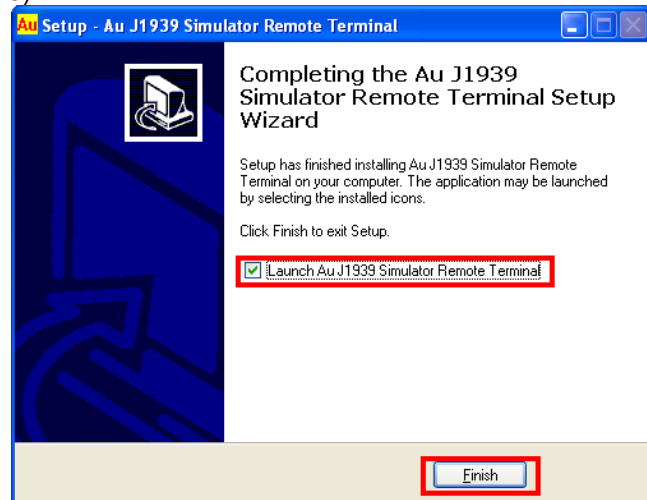 Au Setup - Au J1939 Simulator Remote Terminal
Completing the Au J1939
Simulator Remote Terminal Setup
Wizard
Setup has finished installing Au J1939 Simulator Remote
Terminal on your computer. The application may be launched
by selecting the installed icons.
Click Finish to exit Setup.
Launch Au J1939 Simulator Remote Terminal
Finish